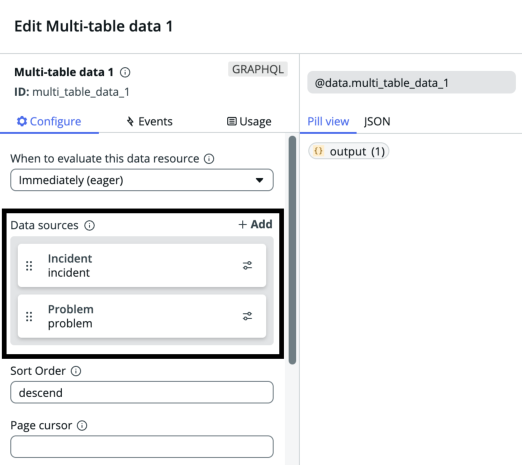 Edit Multi-table data 1
Multi-table data 1
GRAPHQL
ID: multi_table_data_1
Configure
Events
Usage
When to evaluate this data resource
Immediately (eager)
Data sources
+ Add
Incident
incident
Problem
problem
Sort Order
descend
Page cursor
@data.multi_table_data_1
Pill view
JSON
{} output (1)